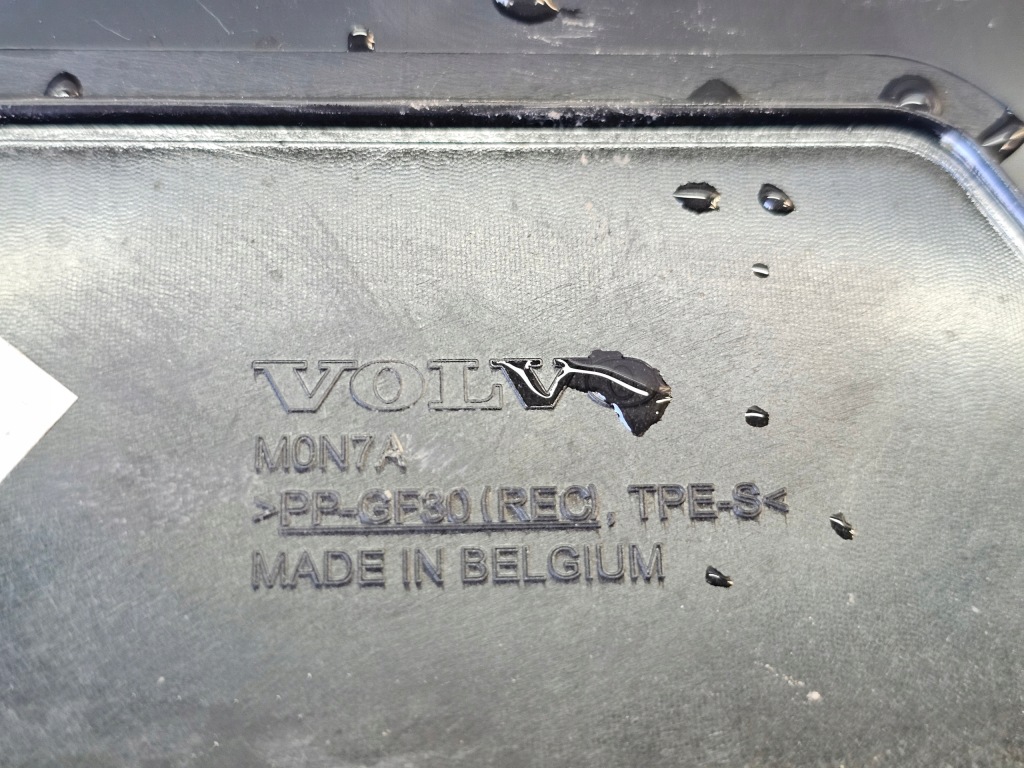 VOLV
M0N7A
>PP-GF30 (REC), TPE-S<
MADE IN BELGIUM